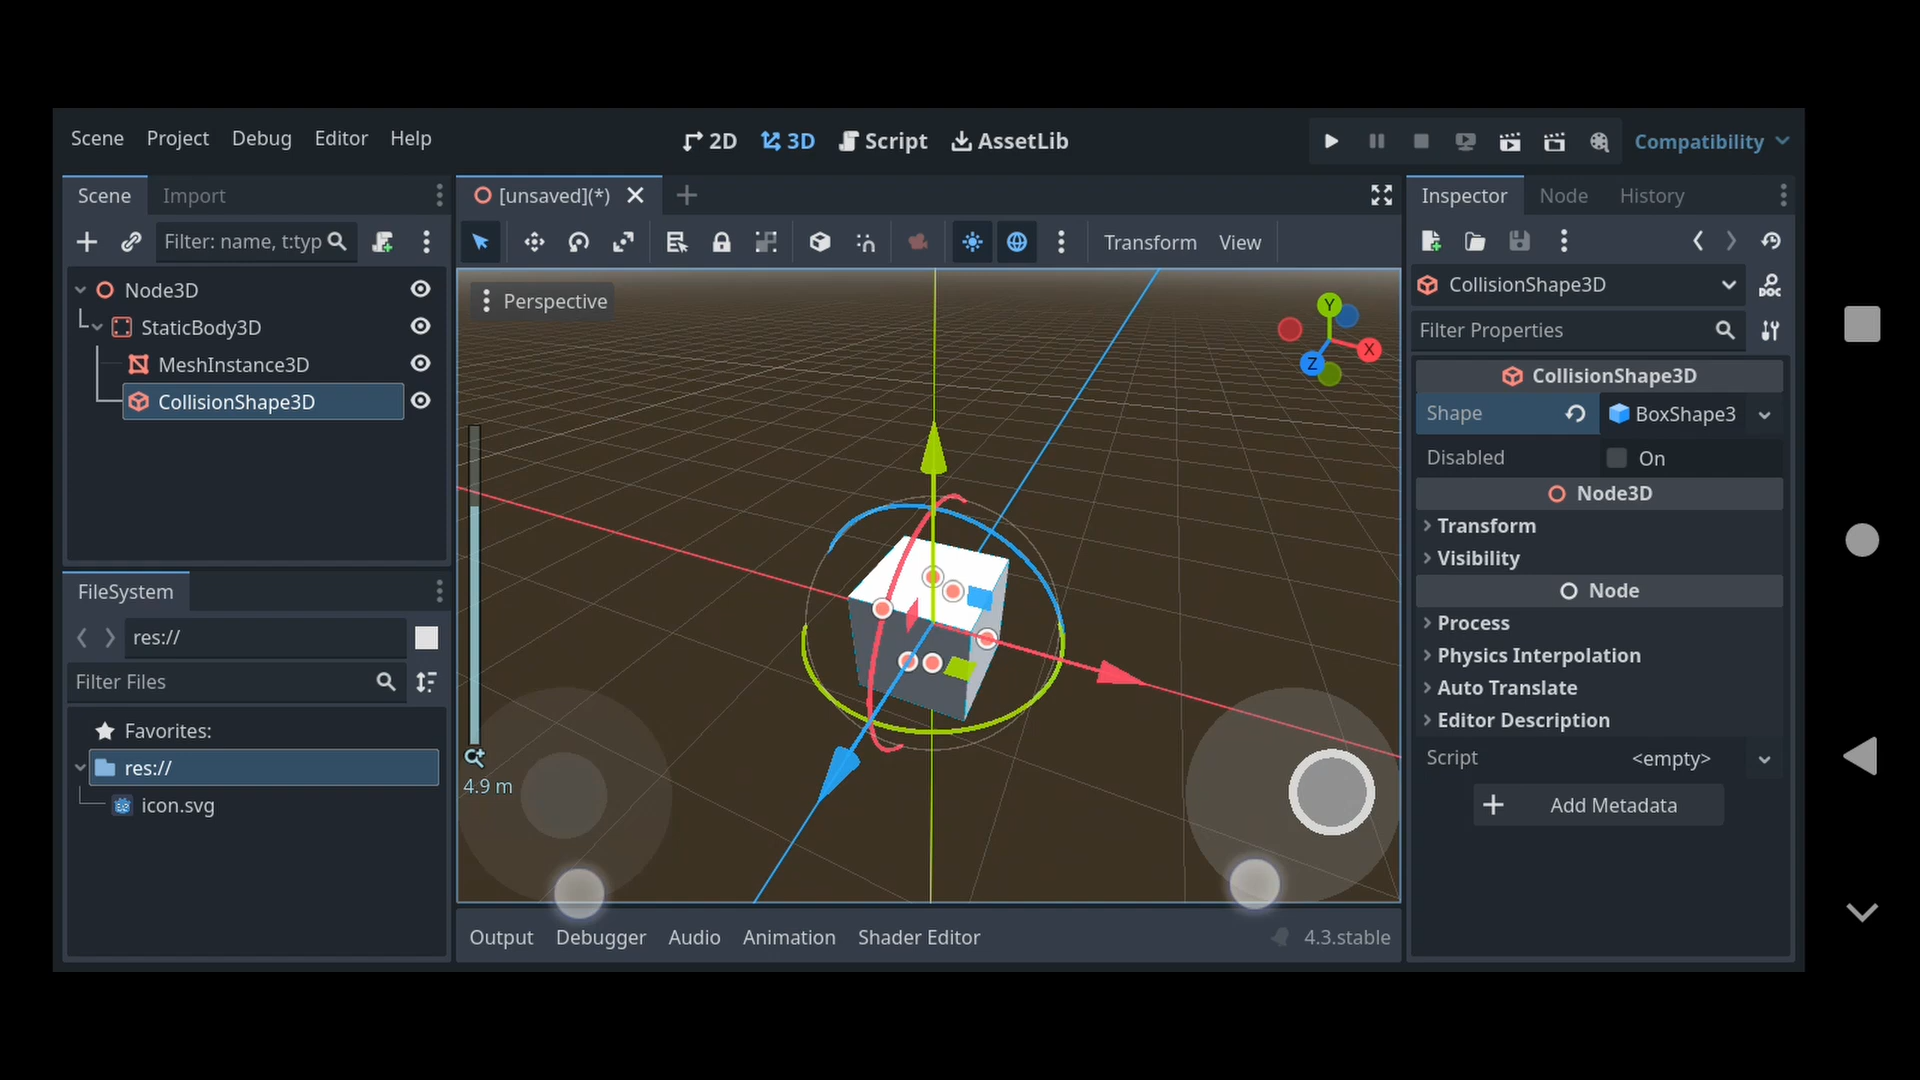 Scene Project Debug Editor Help
2D 3D Script AssetLib
Compatibility
Scene Import
Filter: name, t:typ
Node3D
StaticBody3D
MeshInstance3D
CollisionShape3D
FileSystem
res://
Filter Files
Favorites:
res://
icon.svg
[unsaved](*)
Transform View
Perspective
Y
X
Z
4.9 m
Output Debugger Audio Animation Shader Editor
4.3.stable
Inspector Node History
CollisionShape3D
DOC
Filter Properties
CollisionShape3D
Shape BoxShape3
Disabled On
Node3D
Transform
Visibility
Node
Process
Physics Interpolation
Auto Translate
Editor Description
Script <empty>
Add Metadata